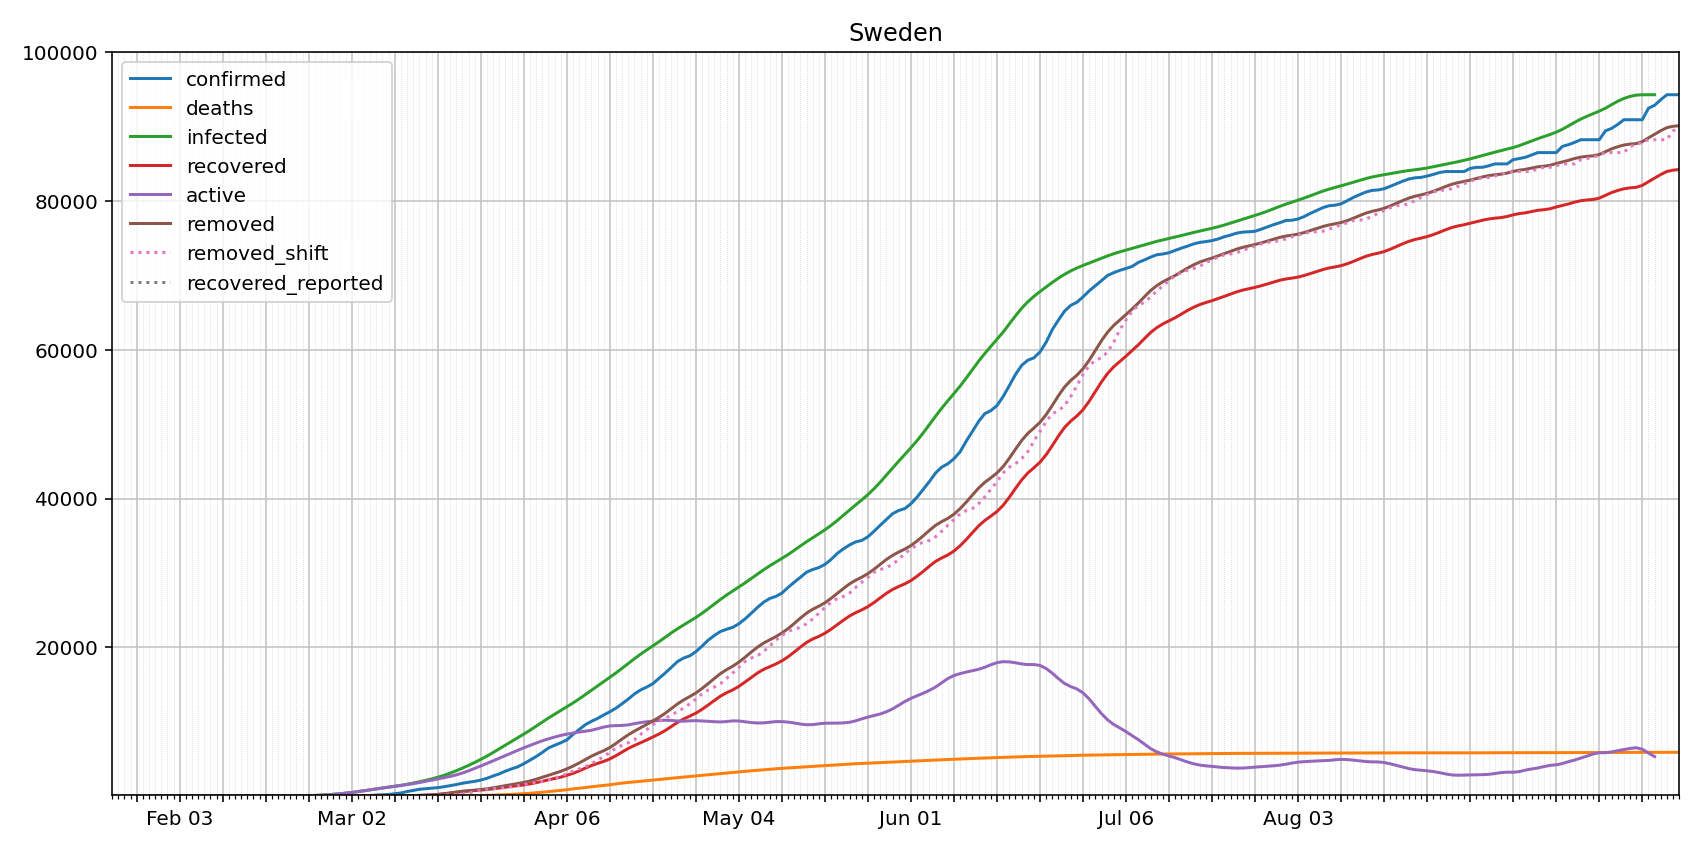 Sweden
100000
80000
60000
40000
20000
confirmed
deaths
infected
recovered
active
removed
removed_shift
recovered_reported
Feb 03
Mar 02
Apr 06
May 04
Jun 01
Jul 06
Aug 03